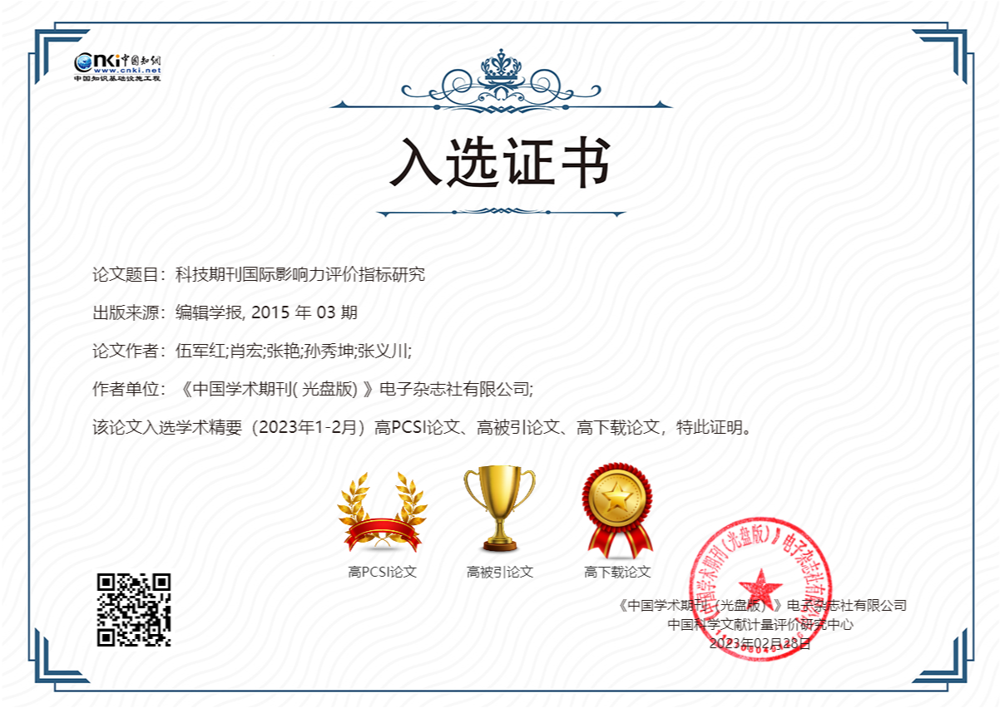 cnki中国知网
www.cnki.net
中国知识基础设施工程
入选证书
论文题目：科技期刊国际影响力评价指标研究
出版来源：编辑学报, 2015 年 03 期
论文作者：伍军红;肖宏;张艳;孙秀坤;张义川;
作者单位：《中国学术期刊( 光盘版) 》电子杂志社有限公司;
该论文入选学术精要（2023年1-2月）高PCSI论文、高被引论文、高下载论文，特此证明。
高PCSI论文 高被引论文 高下载论文
《中国学术期刊（光盘版）》电子杂志社有限公司
《中国学术期刊（光盘版）》电子杂志社有限公司
中国科学文献计量评价研究中心
2023年02月28日